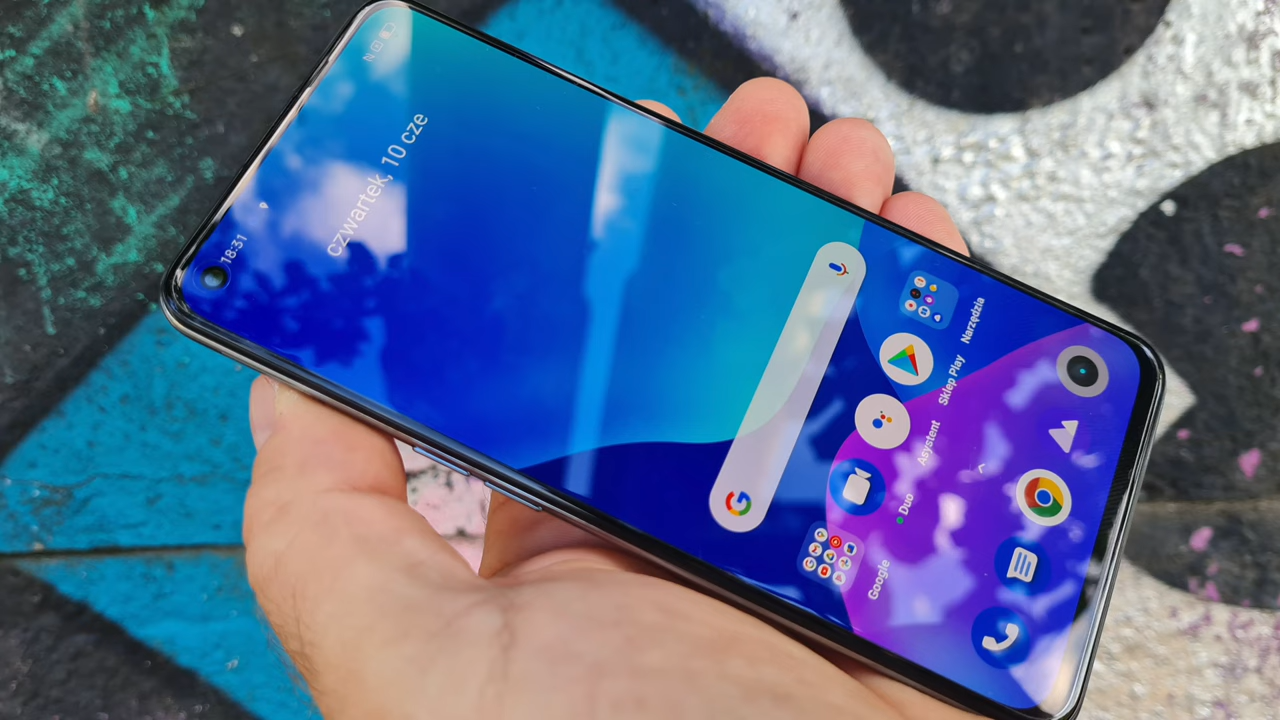 18:31
N
czwartek, 10 cze
G
Google
Duo
Asystent
Sklep Play
Narzędzia